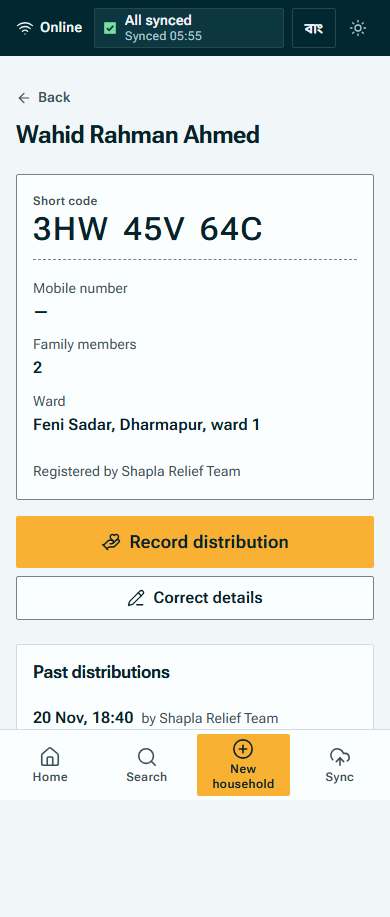 Online
All synced
Synced 05:55
বাং
Back
Wahid Rahman Ahmed
Short code
3HW 45V 64C
Mobile number
—
Family members
2
Ward
Feni Sadar, Dharmapur, ward 1
Registered by Shapla Relief Team
Record distribution
Correct details
Past distributions
20 Nov, 18:40 by Shapla Relief Team
Home
Search
New
household
Sync